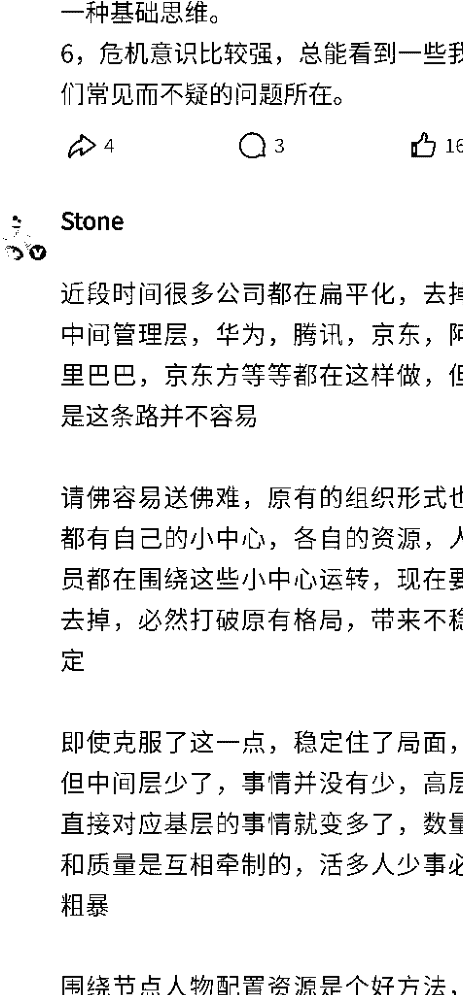 一种基础思维。
6，危机意识比较强，总能看到一些我
们常见而不疑的问题所在。
4 3 16
Stone
近段时间很多公司都在扁平化，去掉
中间管理层，华为，腾讯，京东，阿
里巴巴，京东方等等都在这样做，但
是这条路并不容易
请佛容易送佛难，原有的组织形式也
都有自己的小中心，各自的资源，人
员都在围绕这些小中心运转，现在要
去掉，必然打破原有格局，带来不稳
定
即使克服了这一点，稳定住了局面，
但中间层少了，事情并没有少，高层
直接对应基层的事情就变多了，数量
和质量是互相牵制的，活多人少事必
粗暴
围绕节点人物配置资源是个好方法，